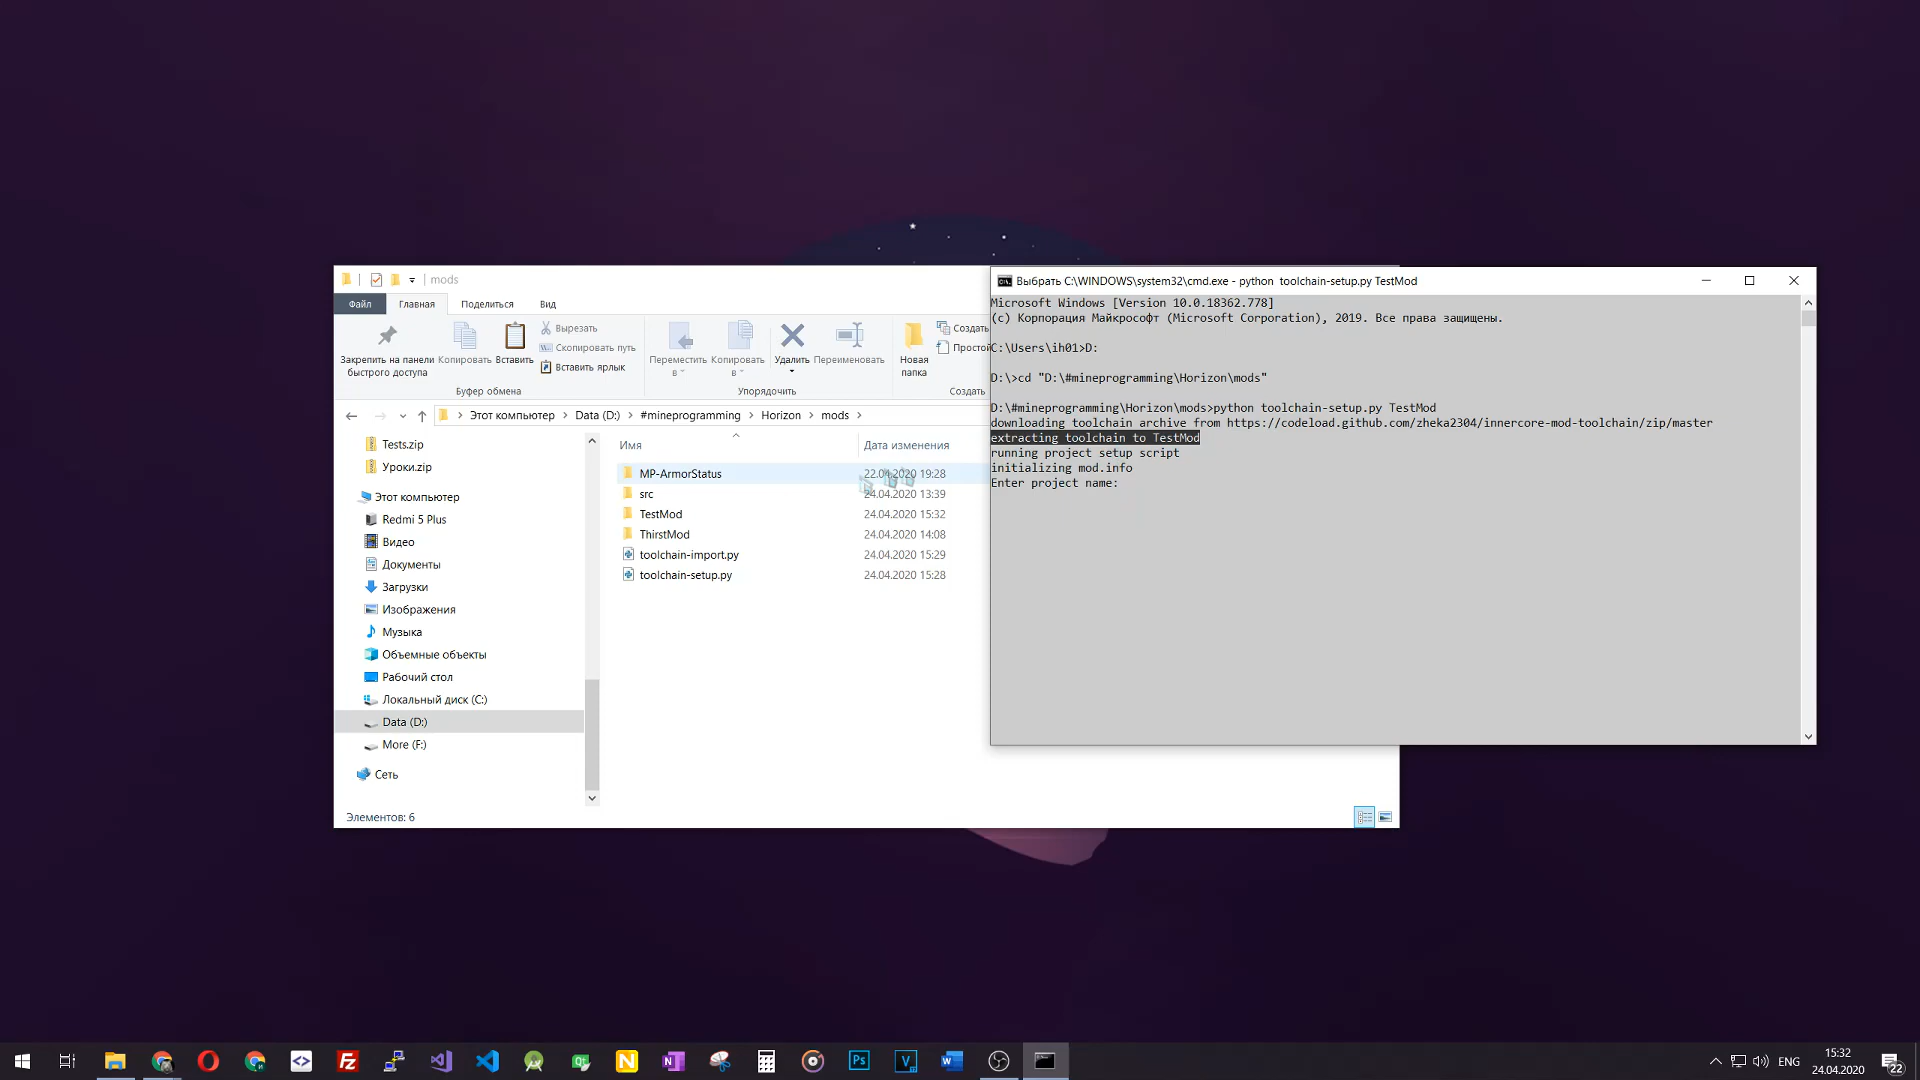 mods
Файл
Главная
Поделиться
Вид
Закрепить на панели быстрого доступа
Копировать
Вставить
Вырезать
Скопировать путь
Вставить ярлык
Буфер обмена
Переместить в
Копировать в
Удалить
Переименовать
Упорядочить
Новая папка
Создать
Простой
Создать
Этот компьютер
Data (D:)
#mineprogramming
Horizon
mods
Tests.zip
Уроки.zip
Этот компьютер
Redmi 5 Plus
Видео
Документы
Загрузки
Изображения
Музыка
Объемные объекты
Рабочий стол
Локальный диск (C:)
Data (D:)
More (F:)
Сеть
Имя
Дата изменения
MP-ArmorStatus 22.04.2020 19:28
src 24.04.2020 13:39
TestMod 24.04.2020 15:32
ThirstMod 24.04.2020 14:08
toolchain-import.py 24.04.2020 15:29
toolchain-setup.py 24.04.2020 15:28
Элементов: 6
Выбрать C:\WINDOWS\system32\cmd.exe - python toolchain-setup.py TestMod
Microsoft Windows [Version 10.0.18362.778]
(c) Корпорация Майкрософт (Microsoft Corporation), 2019. Все права защищены.
C:\Users\ih01>D:
D:\>cd "D:\#mineprogramming\Horizon\mods"
D:\#mineprogramming\Horizon\mods>python toolchain-setup.py TestMod
downloading toolchain archive from https://codeload.github.com/zheka2304/innercore-mod-toolchain/zip/master
extracting toolchain to TestMod
running project setup script
initializing mod.info
Enter project name:
ENG
15:32
24.04.2020
22